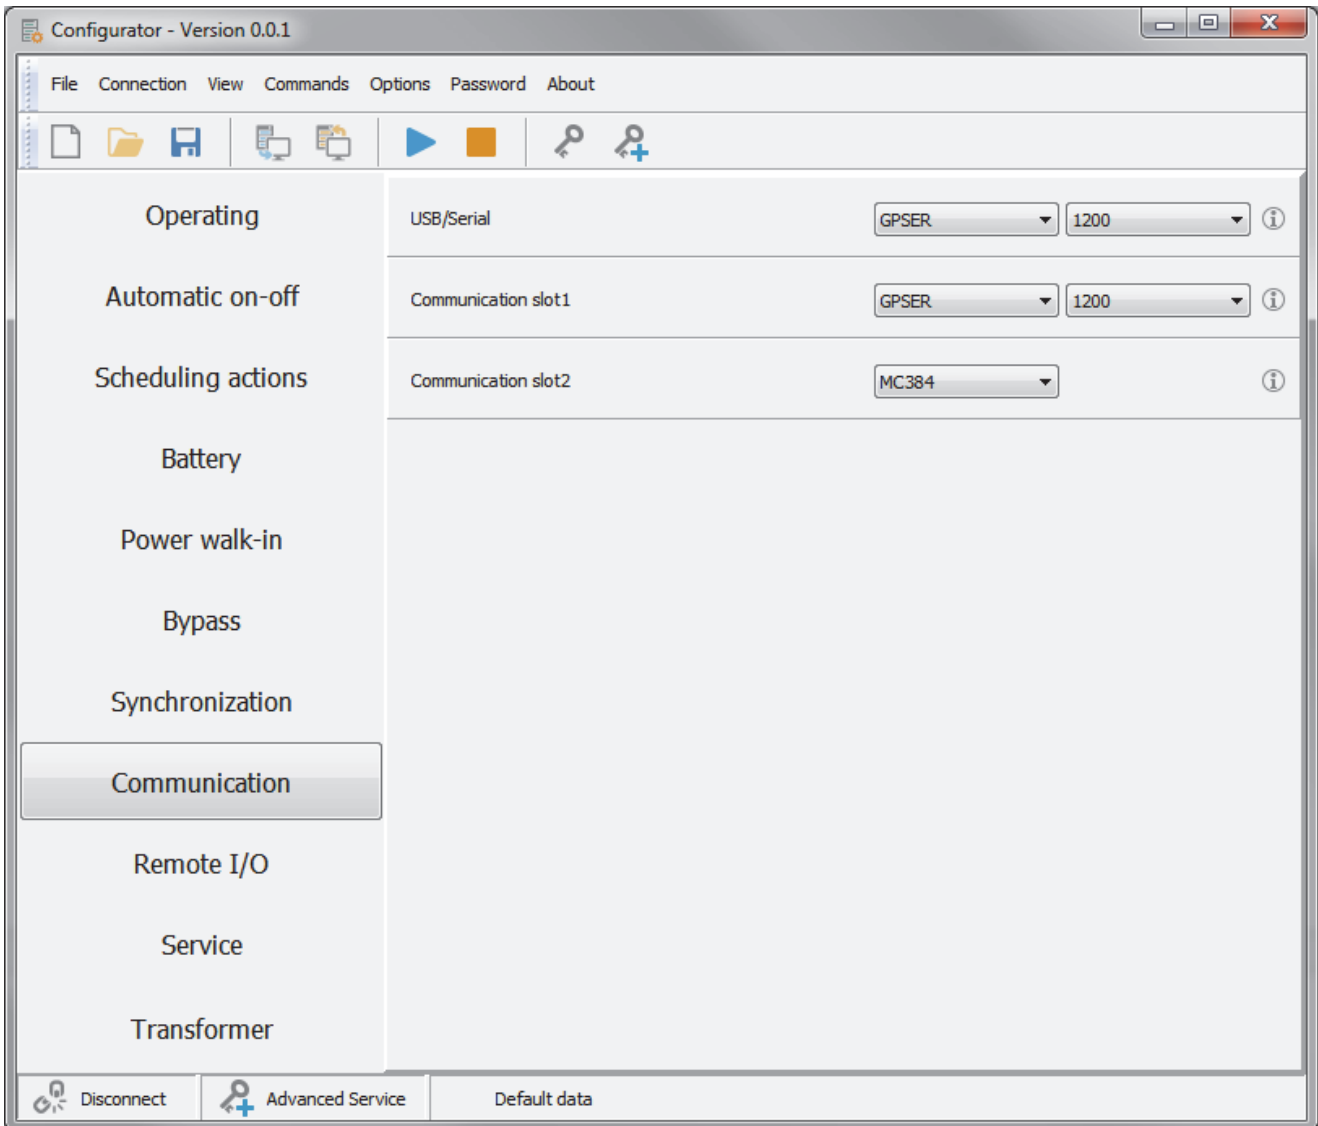 Configurator - Version 0.0.1
File Connection View Commands Options Password About
Operating
USB/Serial GPSER 1200
Automatic on-off
Communication slot1 GPSER 1200
Scheduling actions
Communication slot2 MC384
Battery
Power walk-in
Bypass
Synchronization
Communication
Remote I/O
Service
Transformer
Disconnect Advanced Service Default data